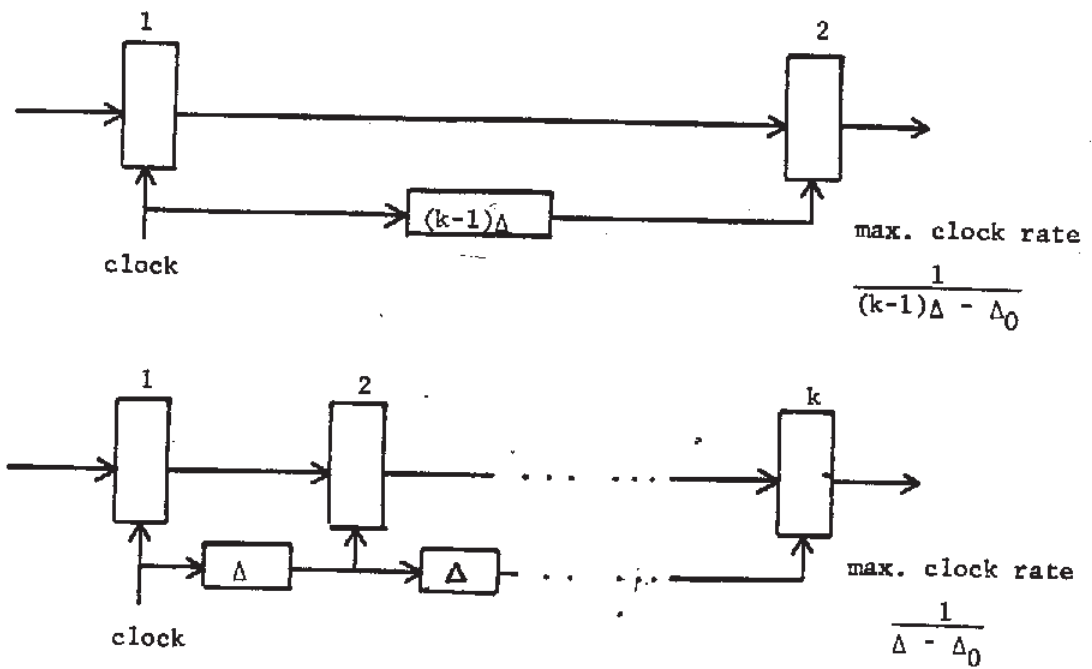 1
2
(k-1)Δ
clock
max. clock rate
1
(k-1)Δ - Δ₀
1
2
k
Δ
Δ
. . . . . .
clock
max. clock rate
1
Δ - Δ₀